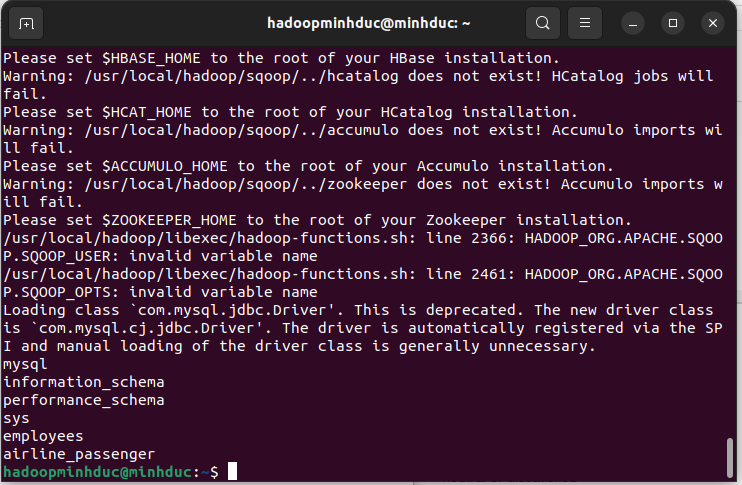 hadoopminhduc@minhduc: ~
Please set $HBASE_HOME to the root of your HBase installation.
Warning: /usr/local/hadoop/sqoop/../hcatalog does not exist! HCatalog jobs will
fail.
Please set $HCAT_HOME to the root of your HCatalog installation.
Warning: /usr/local/hadoop/sqoop/../accumulo does not exist! Accumulo imports wi
ll fail.
Please set $ACCUMULO_HOME to the root of your Accumulo installation.
Warning: /usr/local/hadoop/sqoop/../zookeeper does not exist! Accumulo imports w
ill fail.
Please set $ZOOKEEPER_HOME to the root of your Zookeeper installation.
/usr/local/hadoop/libexec/hadoop-functions.sh: line 2366: HADOOP_ORG.APACHE.SQOO
P.SQOOP_USER: invalid variable name
/usr/local/hadoop/libexec/hadoop-functions.sh: line 2461: HADOOP_ORG.APACHE.SQOO
P.SQOOP_OPTS: invalid variable name
Loading class `com.mysql.jdbc.Driver'. This is deprecated. The new driver class
is `com.mysql.cj.jdbc.Driver'. The driver is automatically registered via the SP
I and manual loading of the driver class is generally unnecessary.
mysql
information_schema
performance_schema
sys
employees
airline_passenger
hadoopminhduc@minhduc:~$